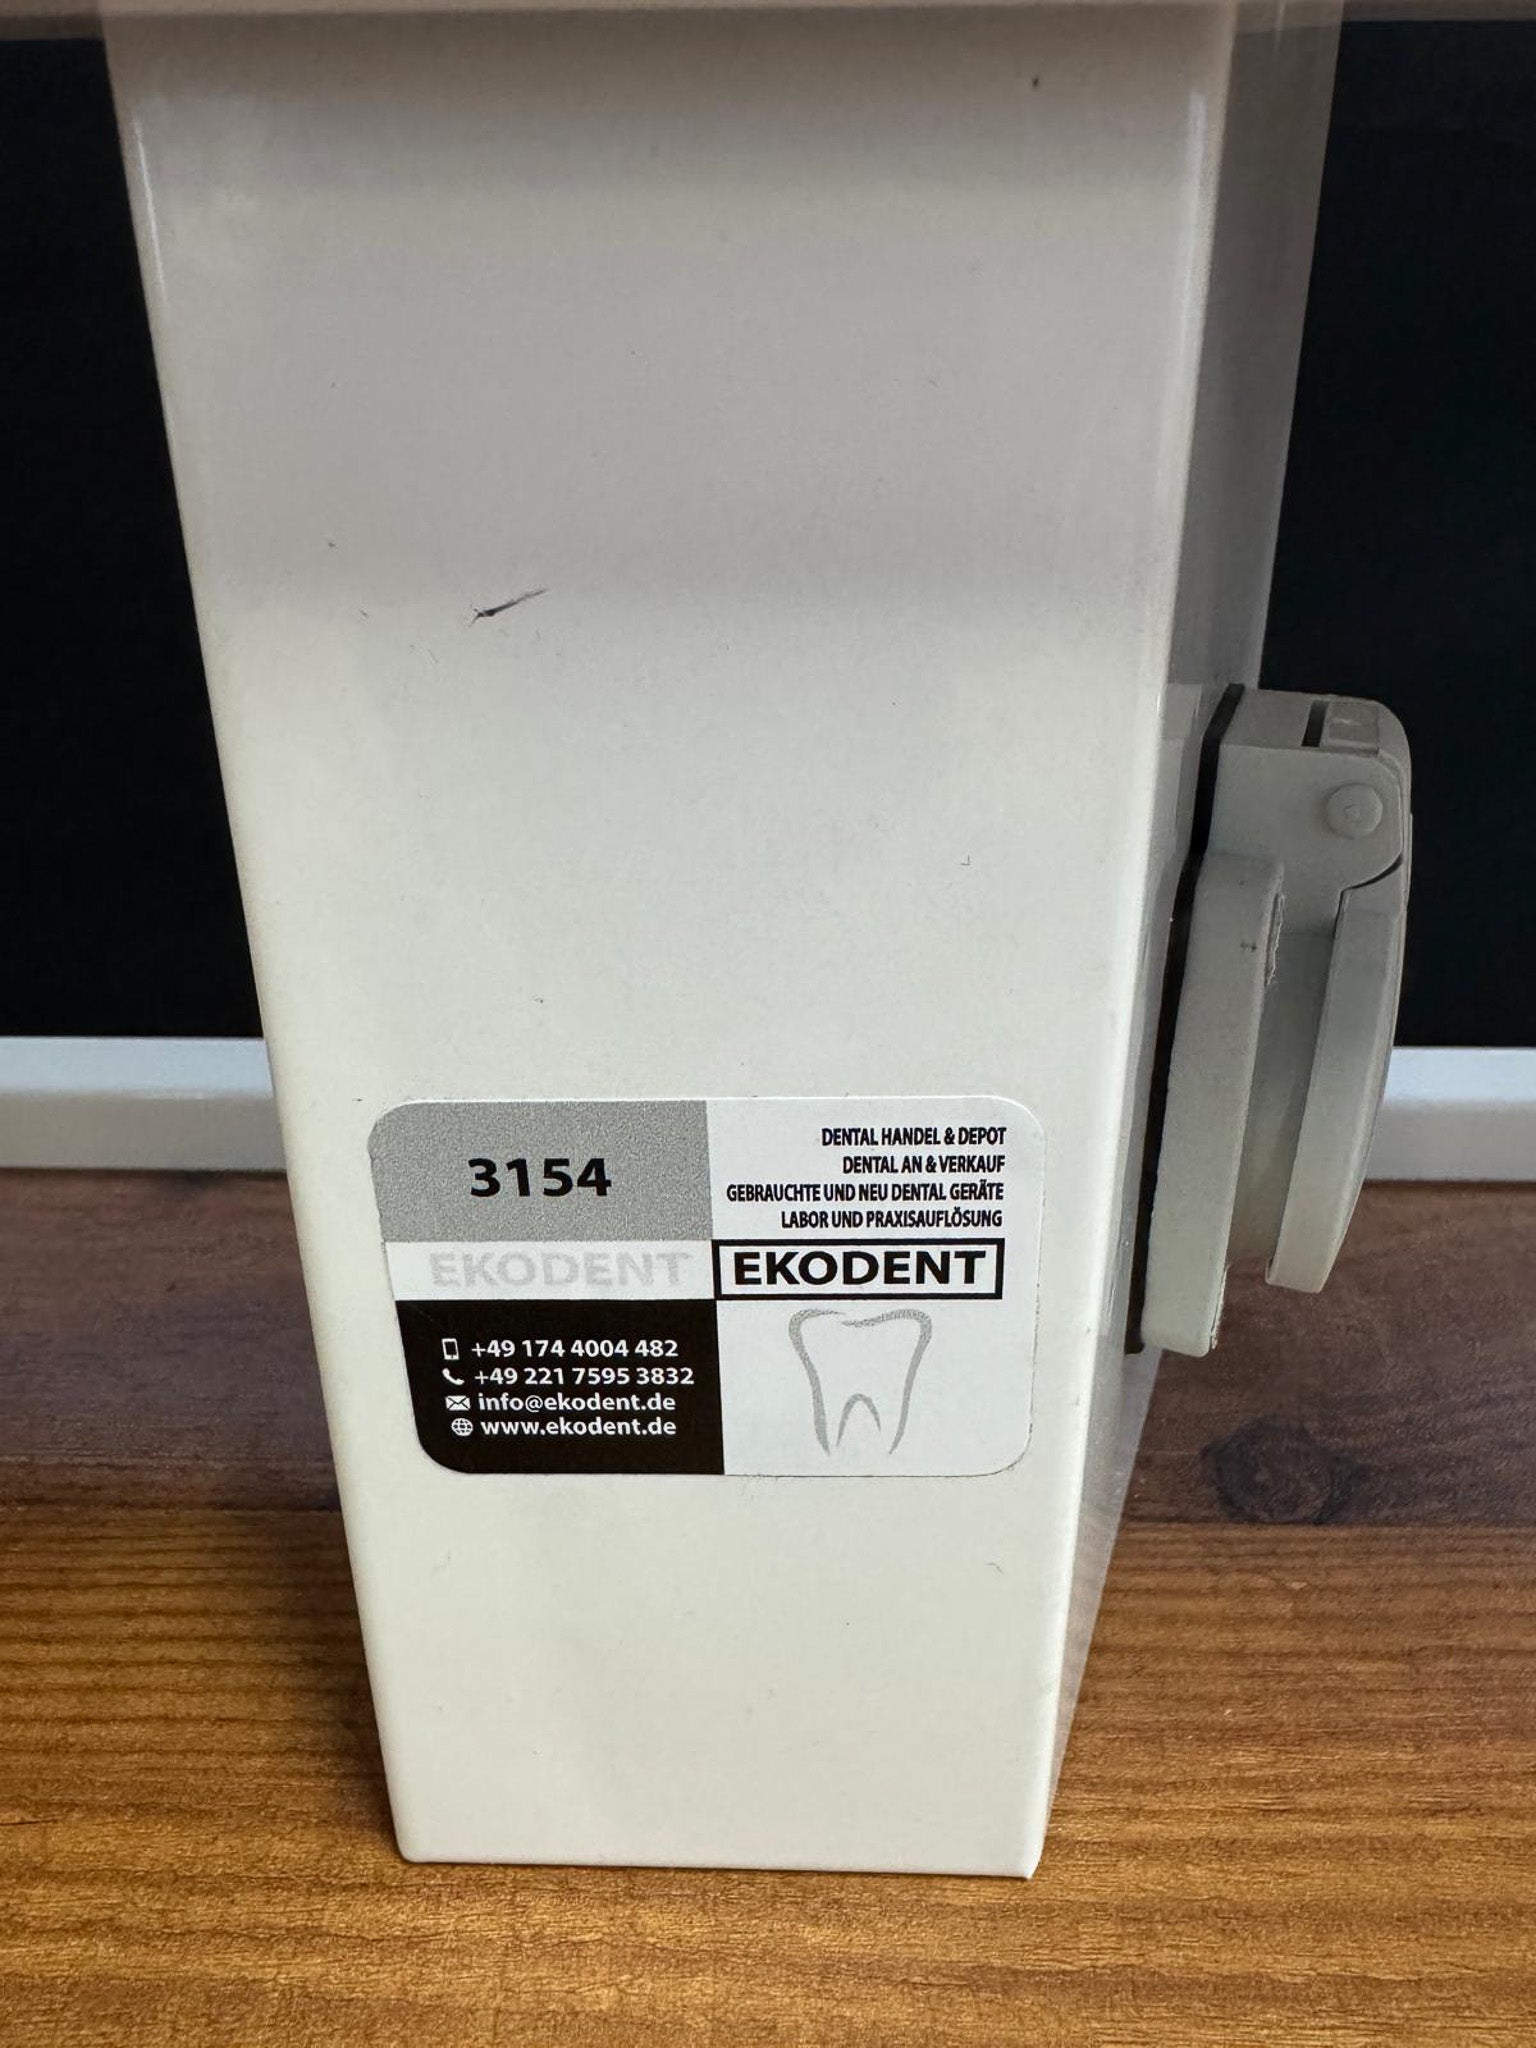 3154
DENTAL HANDEL & DEPOT
DENTAL AN & VERKAUF
GEBRAUCHTE UND NEU DENTAL GERÄTE
LABOR UND PRAXISAUFLÖSUNG
EKODENT
EKODENT
+49 174 4004 482
+49 221 7595 3832
info@ekodent.de
www.ekodent.de